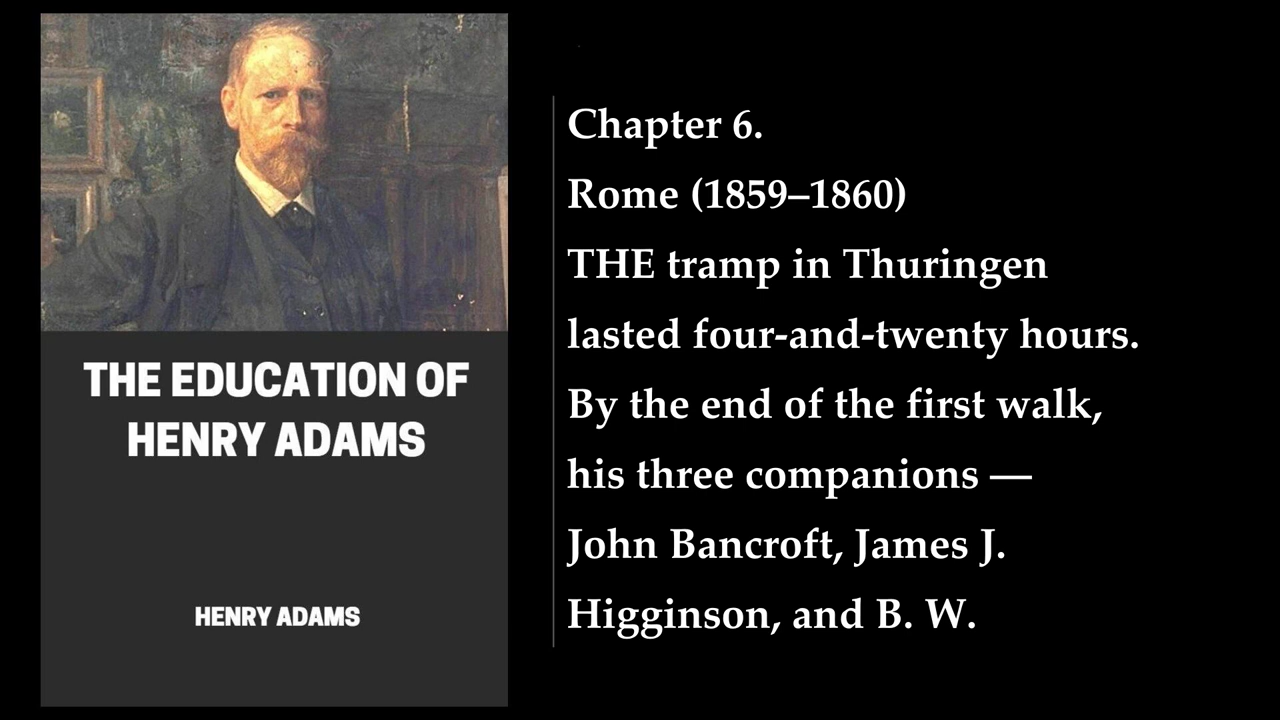 THE EDUCATION OF
HENRY ADAMS
HENRY ADAMS
Chapter 6.
Rome (1859–1860)
THE tramp in Thuringen
lasted four-and-twenty hours.
By the end of the first walk,
his three companions —
John Bancroft, James J.
Higginson, and B. W.